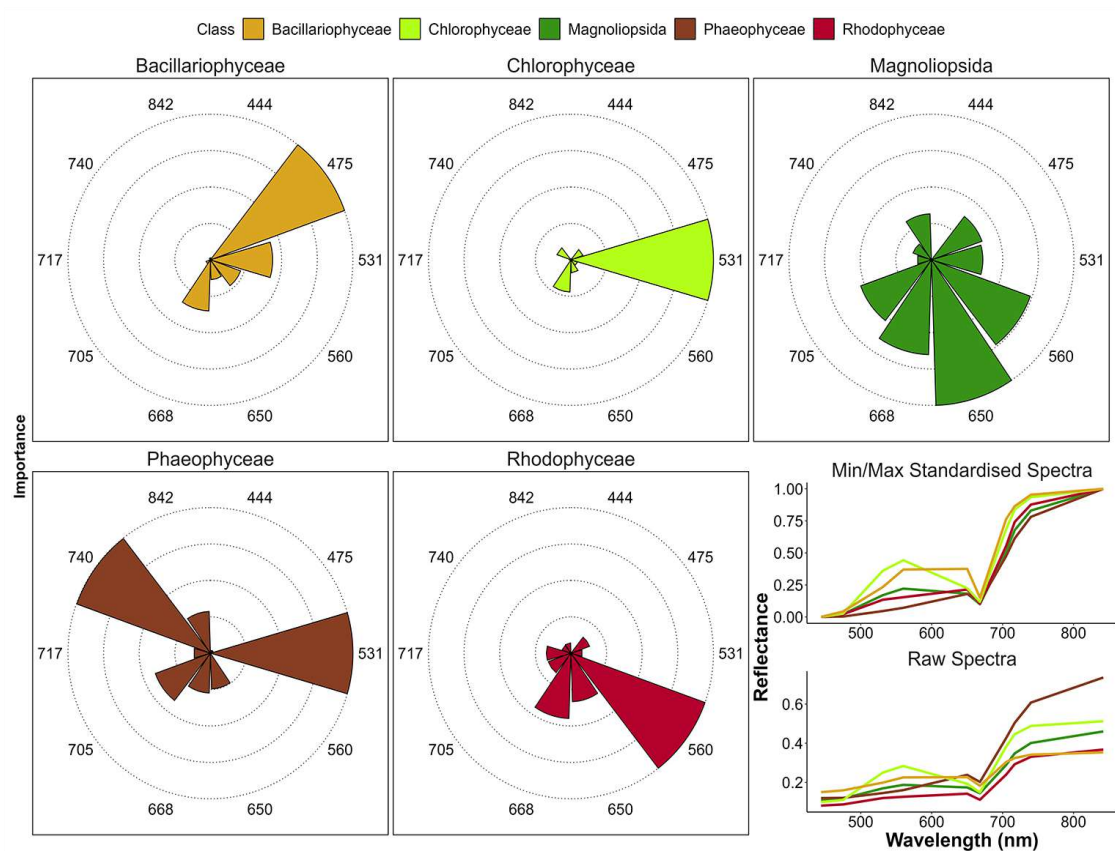 Class Bacillariophyceae Chlorophyceae Magnoliopsida Phaeophyceae Rhodophyceae
Bacillariophyceae Chlorophyceae Magnoliopsida
842 444 842 444 842 444
740 475 740 475 740 475
717 531 717 531 717 531
705 560 705 560 705 560
668 650 668 650 668 650
Importance
Phaeophyceae Rhodophyceae
842 444 842 444
740 475 740 475
717 531 717 531
705 560 705 560
668 650 668 650
Min/Max Standardised Spectra
1.00
0.75
0.50
0.25
0.00
500 600 700 800
Reflectance
Raw Spectra
0.6
0.4
0.2
500 600 700 800
Wavelength (nm)